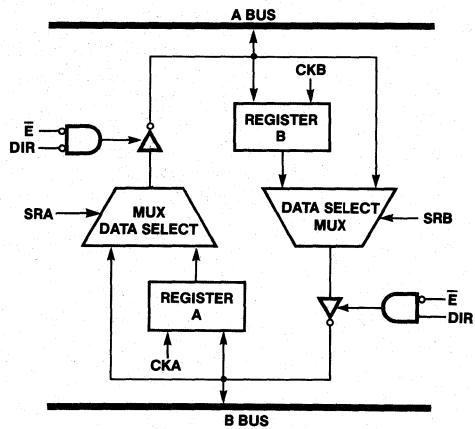 A BUS
CKB
REGISTER
B
E̅
DIR
SRA
MUX
DATA SELECT
DATA SELECT
MUX
SRB
REGISTER
A
E̅
DIR
CKA
B BUS